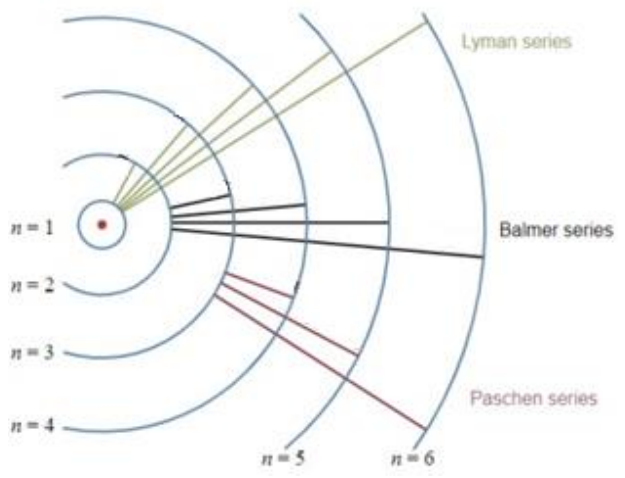 Lyman series
n = 1
Balmer series
n = 2
n = 3
Paschen series
n = 4
n = 5
n = 6